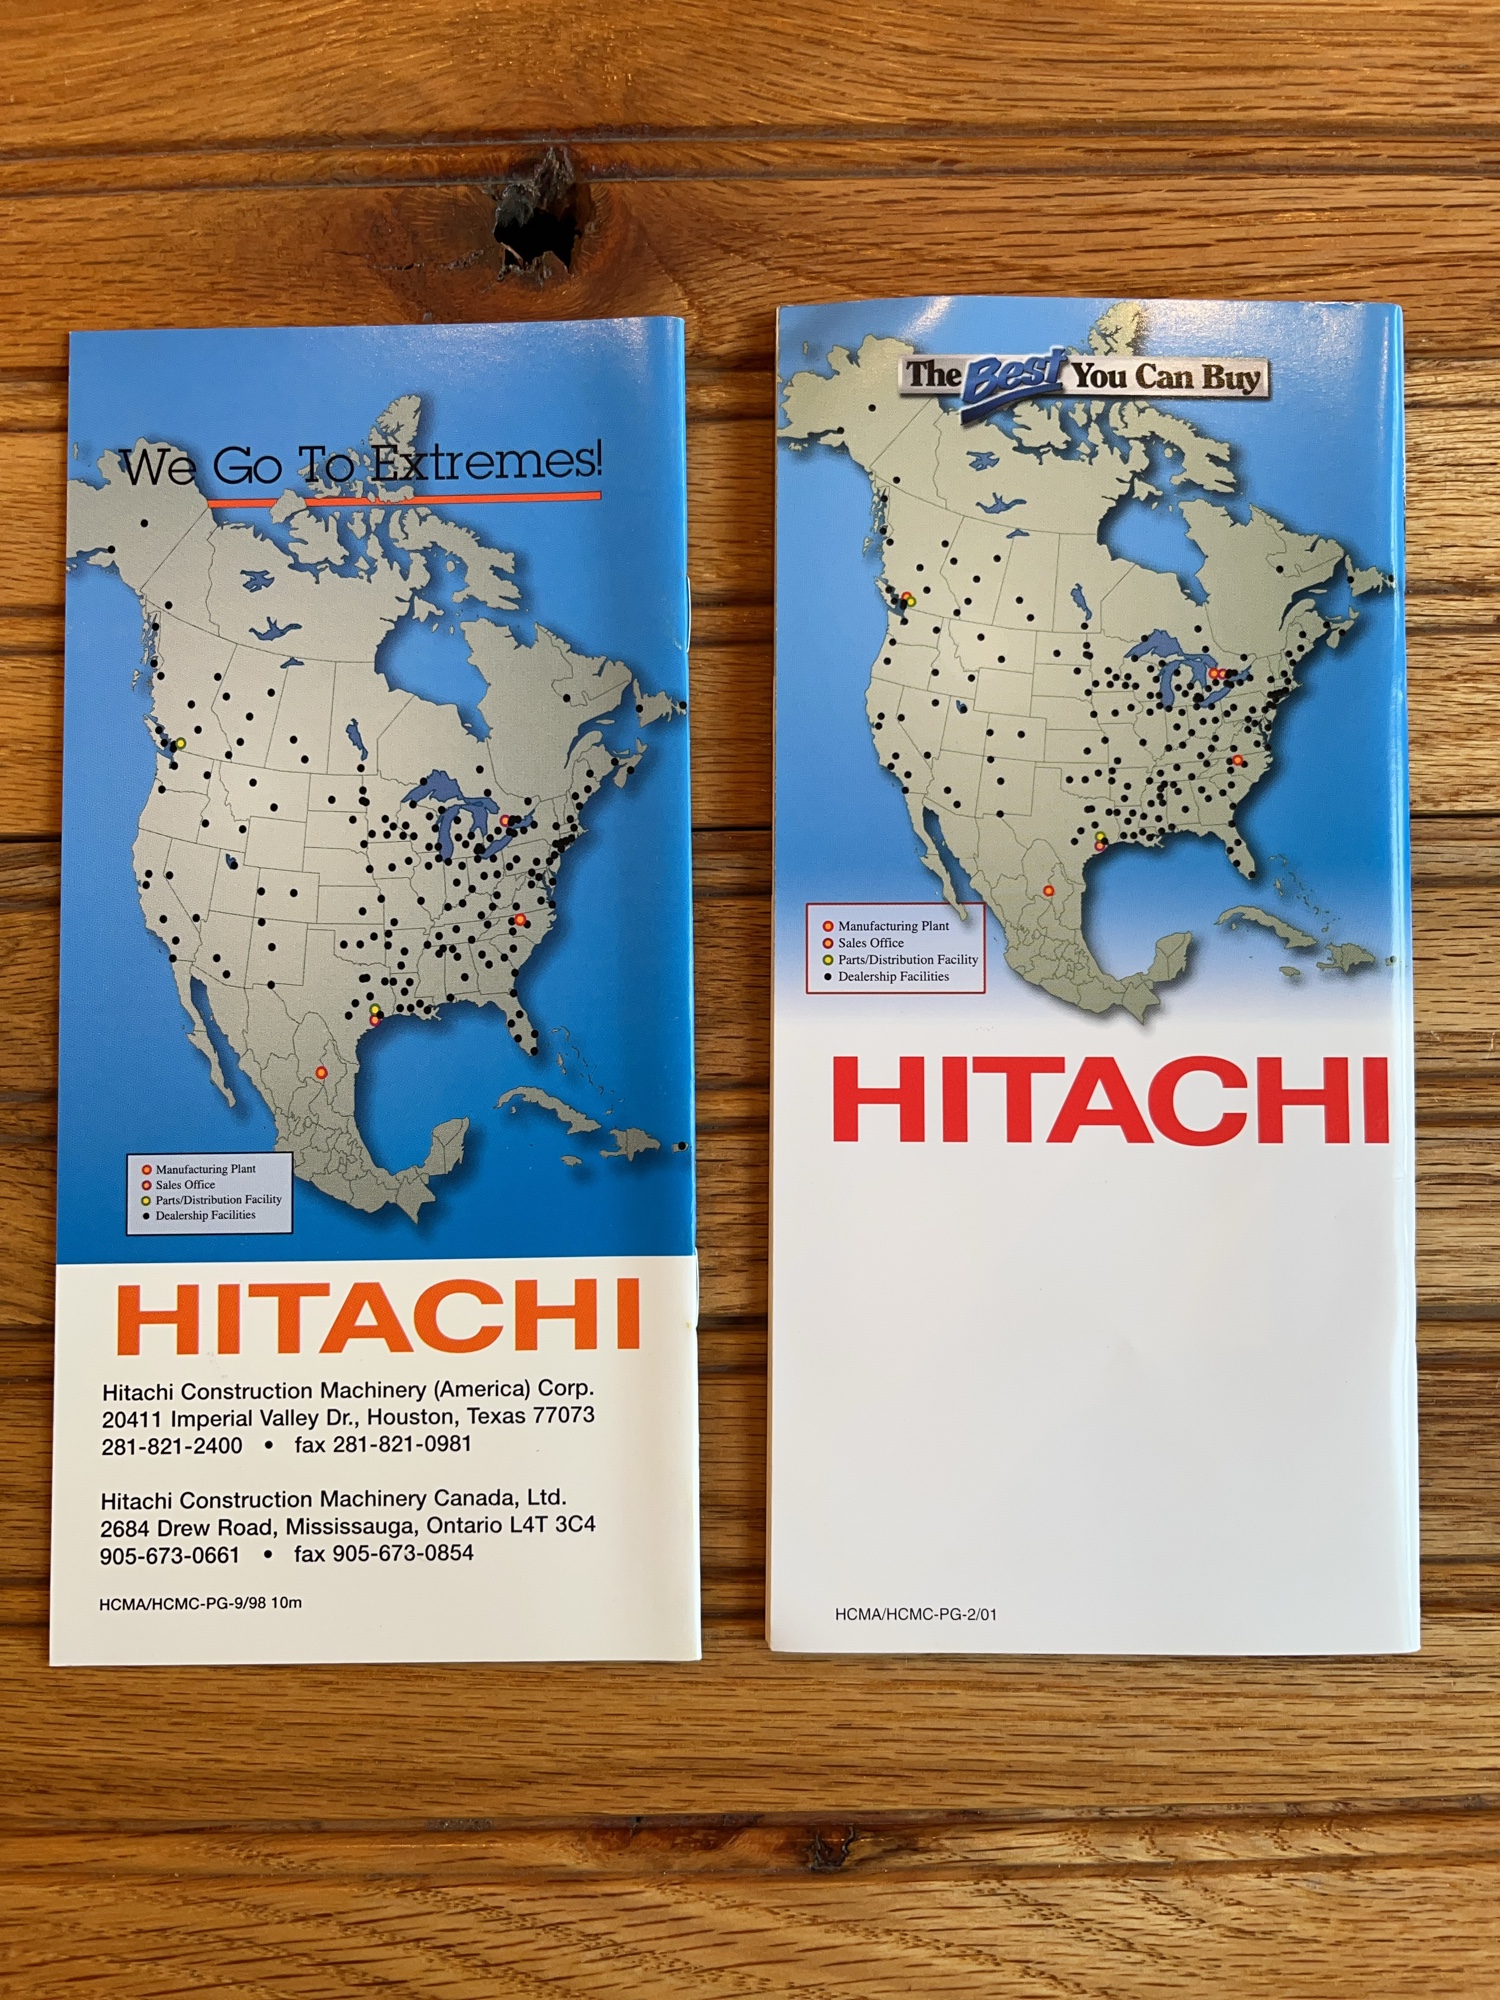 We Go To Extremes!
Manufacturing Plant
Sales Office
Parts/Distribution Facility
Dealership Facilities
HITACHI
Hitachi Construction Machinery (America) Corp.
20411 Imperial Valley Dr., Houston, Texas 77073
281-821-2400 • fax 281-821-0981
Hitachi Construction Machinery Canada, Ltd.
2684 Drew Road, Mississauga, Ontario L4T 3C4
905-673-0661 • fax 905-673-0854
HCMA/HCMC-PG-9/98 10m
The Best You Can Buy
Manufacturing Plant
Sales Office
Parts/Distribution Facility
Dealership Facilities
HITACHI
HCMA/HCMC-PG-2/01